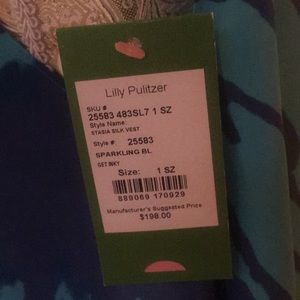 Lilly Pulitzer
SKU #
25583 483SL7 1 SZ
Style Name:
STASIA SILK VEST
Style #: 25583
SPARKLING BL
GET INKY
Size: 1 SZ
889069 170929
Manufacturer's Suggested Price
$198.00